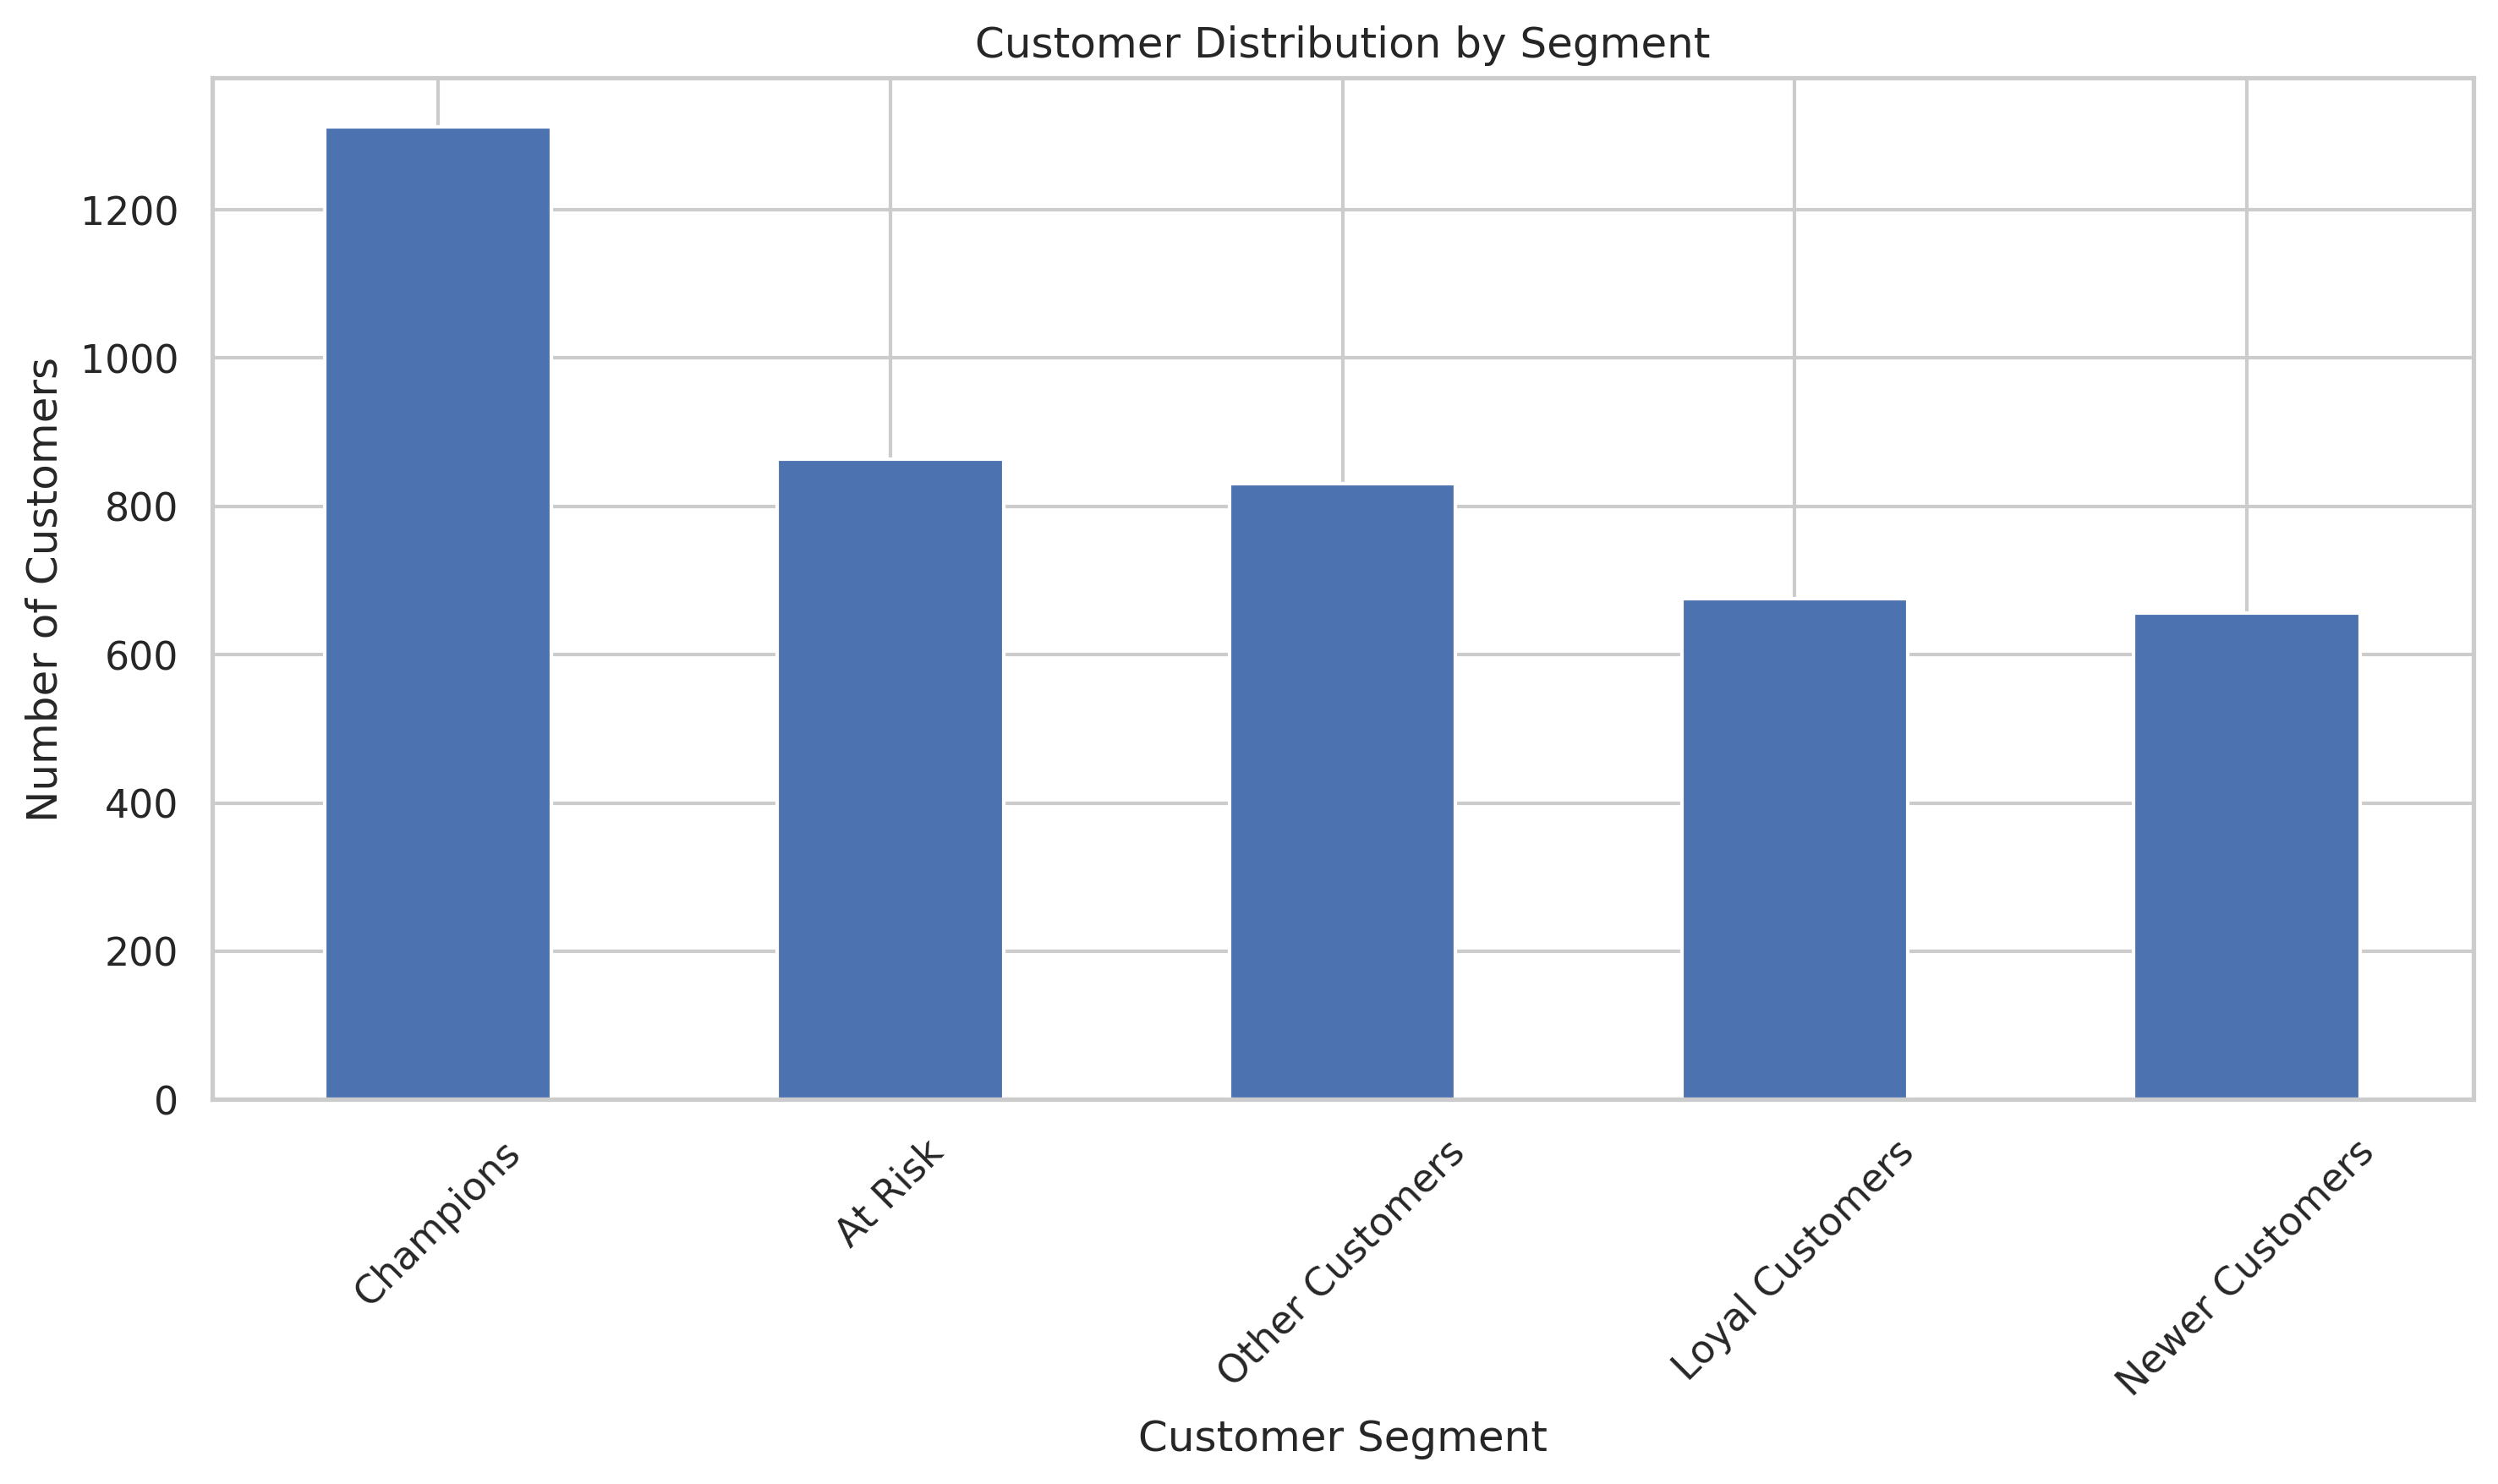 Customer Distribution by Segment
Number of Customers
1200
1000
800
600
400
200
0
Champions
At Risk
Other Customers
Loyal Customers
Newer Customers
Customer Segment